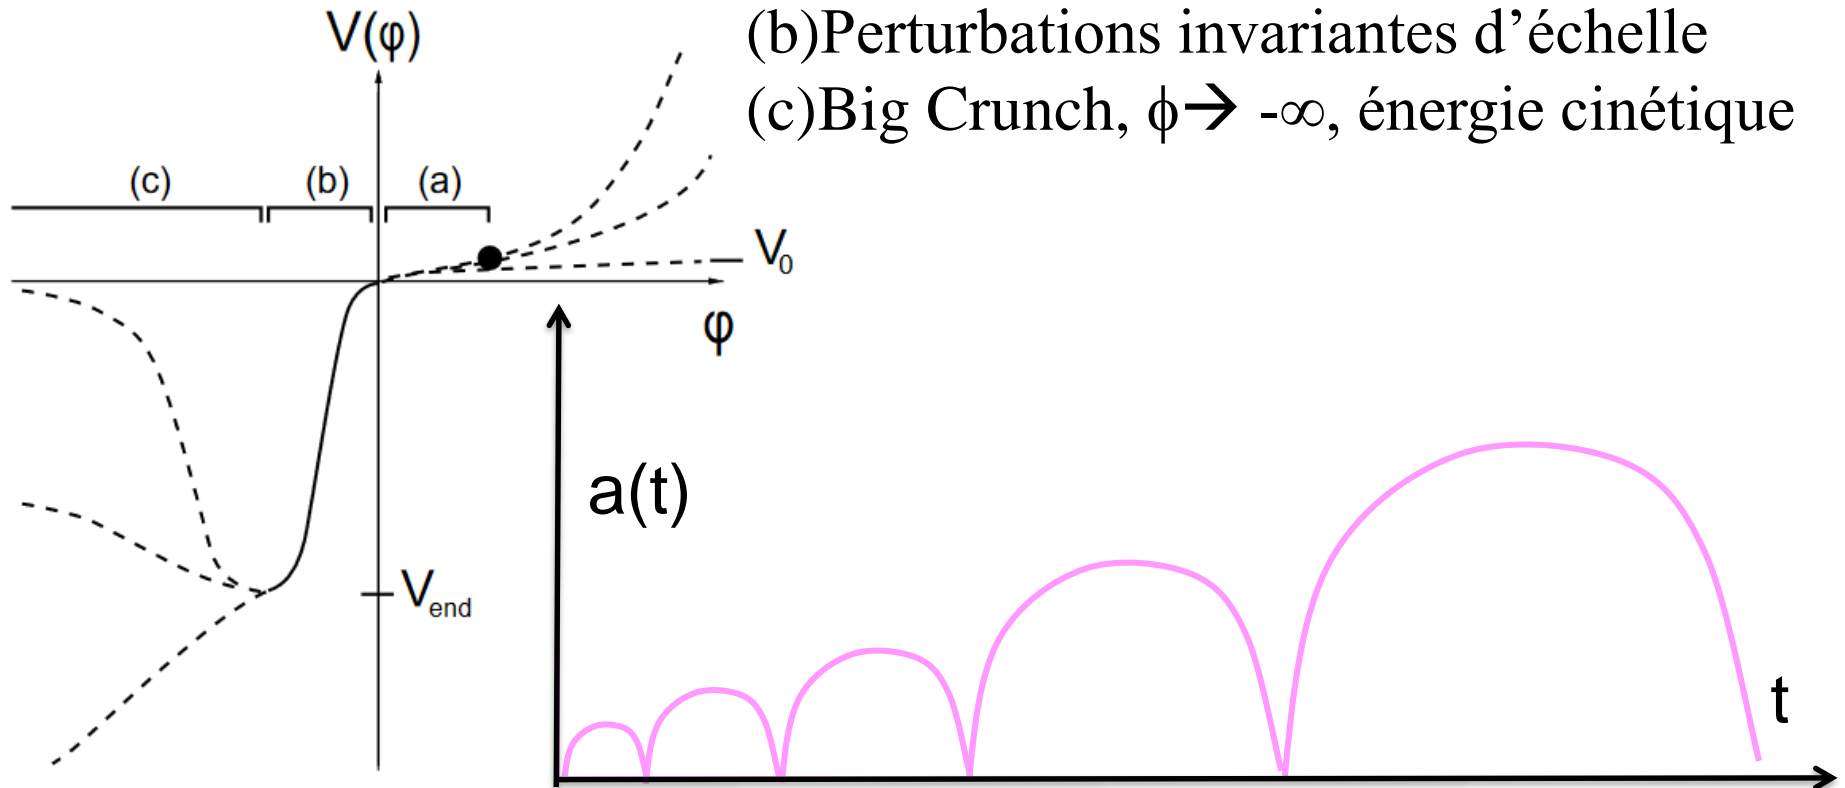 V(φ)
(b)Perturbations invariantes d’échelle
(c)Big Crunch, ϕ→ -∞, énergie cinétique
(c) (b) (a)
V₀
φ
a(t)
Vend
t